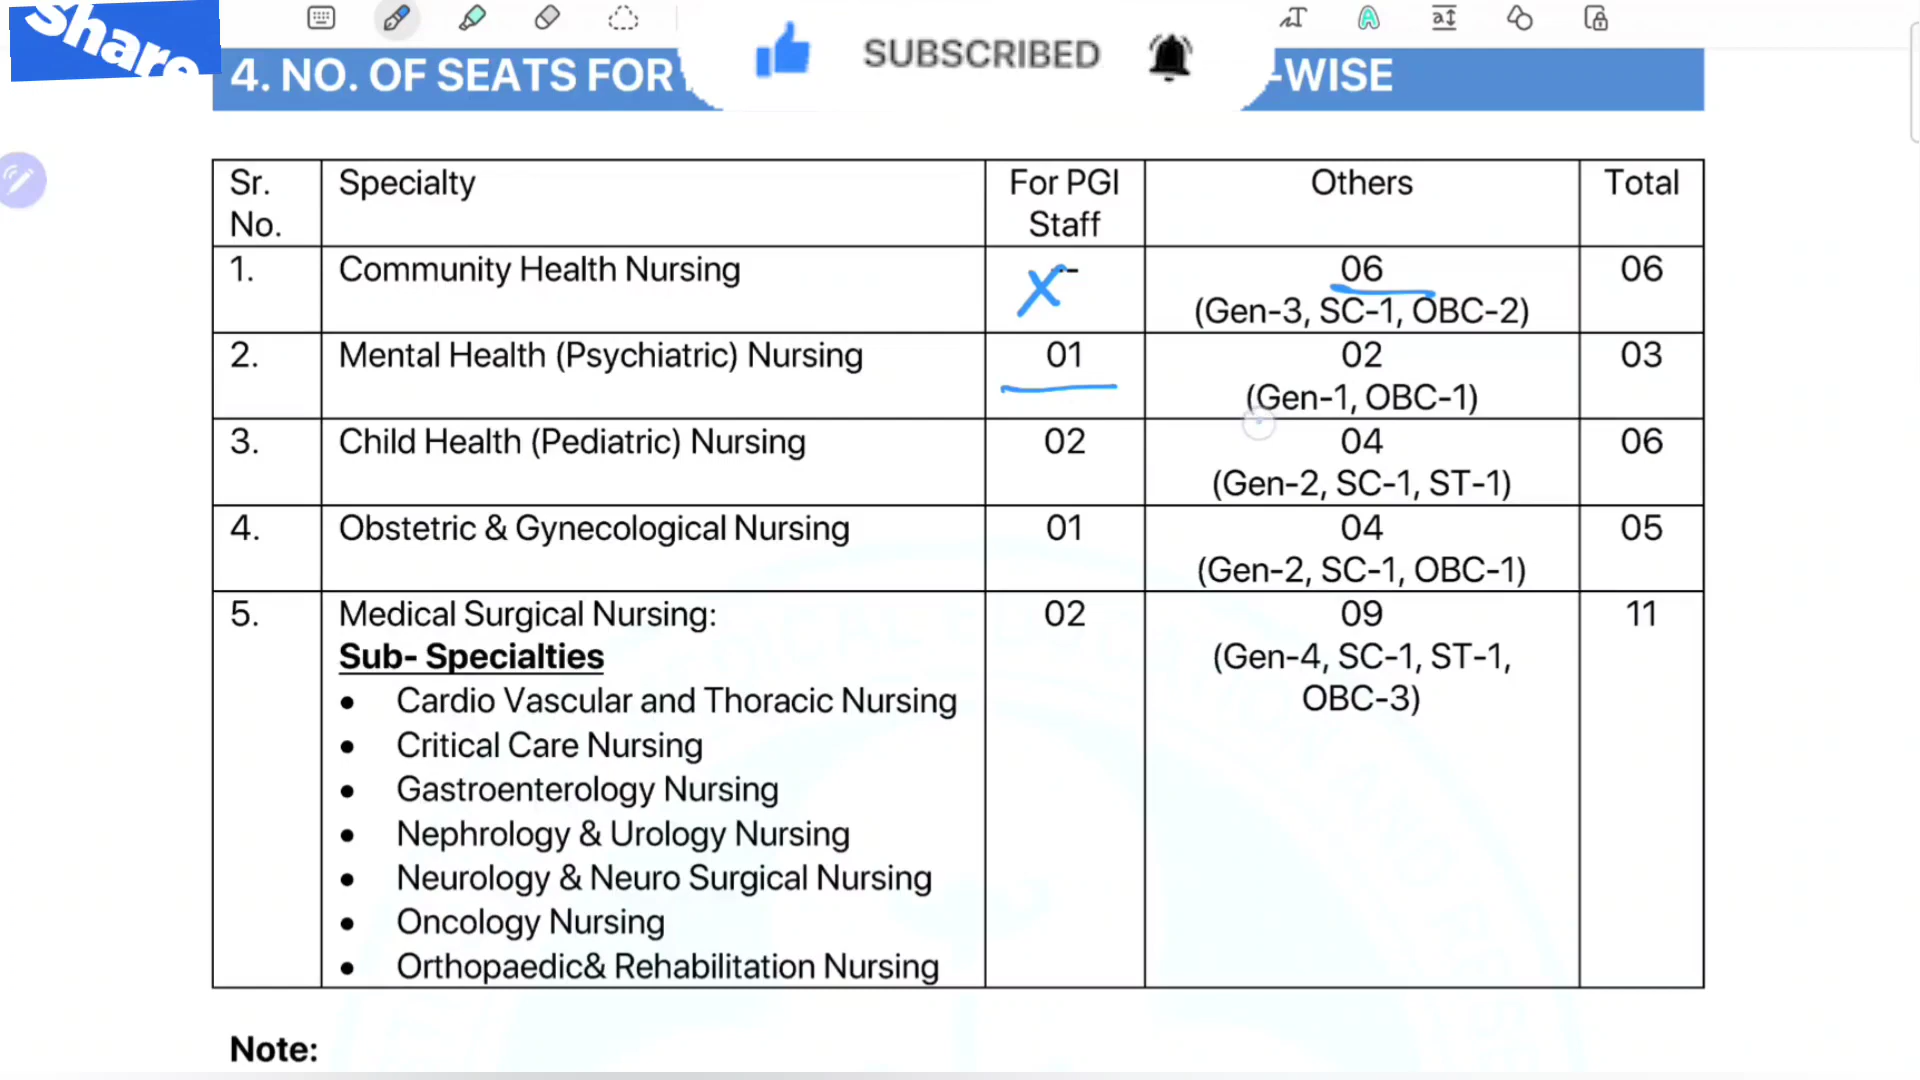 Share
SUBSCRIBED
4. NO. OF SEATS FOR -WISE
Sr. No. Specialty For PGI Staff Others Total
1. Community Health Nursing - 06 06
(Gen-3, SC-1, OBC-2)
2. Mental Health (Psychiatric) Nursing 01 02 03
(Gen-1, OBC-1)
3. Child Health (Pediatric) Nursing 02 04 06
(Gen-2, SC-1, ST-1)
4. Obstetric & Gynecological Nursing 01 04 05
(Gen-2, SC-1, OBC-1)
5. Medical Surgical Nursing: 02 09 11
Sub- Specialties (Gen-4, SC-1, ST-1,
• Cardio Vascular and Thoracic Nursing OBC-3)
• Critical Care Nursing
• Gastroenterology Nursing
• Nephrology & Urology Nursing
• Neurology & Neuro Surgical Nursing
• Oncology Nursing
• Orthopaedic& Rehabilitation Nursing
Note: